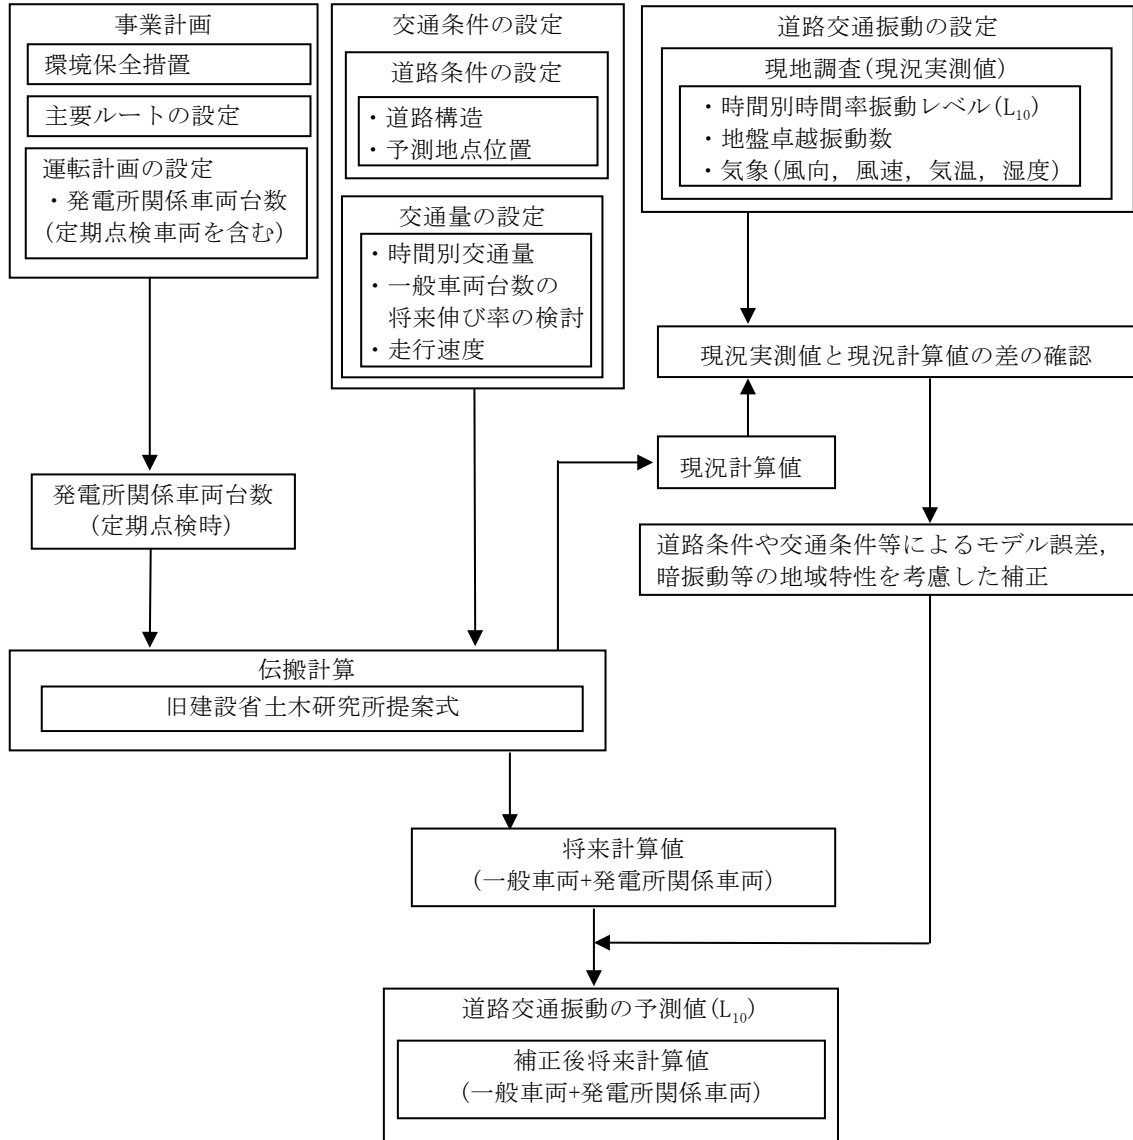 事業計画
環境保全措置
主要ルートの設定
運転計画の設定
・発電所関係車両台数
(定期点検車両を含む)
交通条件の設定
道路条件の設定
・道路構造
・予測地点位置
交通量の設定
・時間別交通量
・一般車両台数の
将来伸び率の検討
・走行速度
道路交通振動の設定
現地調査(現況実測値)
・時間別時間率振動レベル(L10)
・地盤卓越振動数
・気象(風向，風速，気温，湿度)
現況実測値と現況計算値の差の確認
現況計算値
発電所関係車両台数
(定期点検時)
道路条件や交通条件等によるモデル誤差，
暗振動等の地域特性を考慮した補正
伝搬計算
旧建設省土木研究所提案式
将来計算値
(一般車両+発電所関係車両)
道路交通振動の予測値(L10)
補正後将来計算値
(一般車両+発電所関係車両)